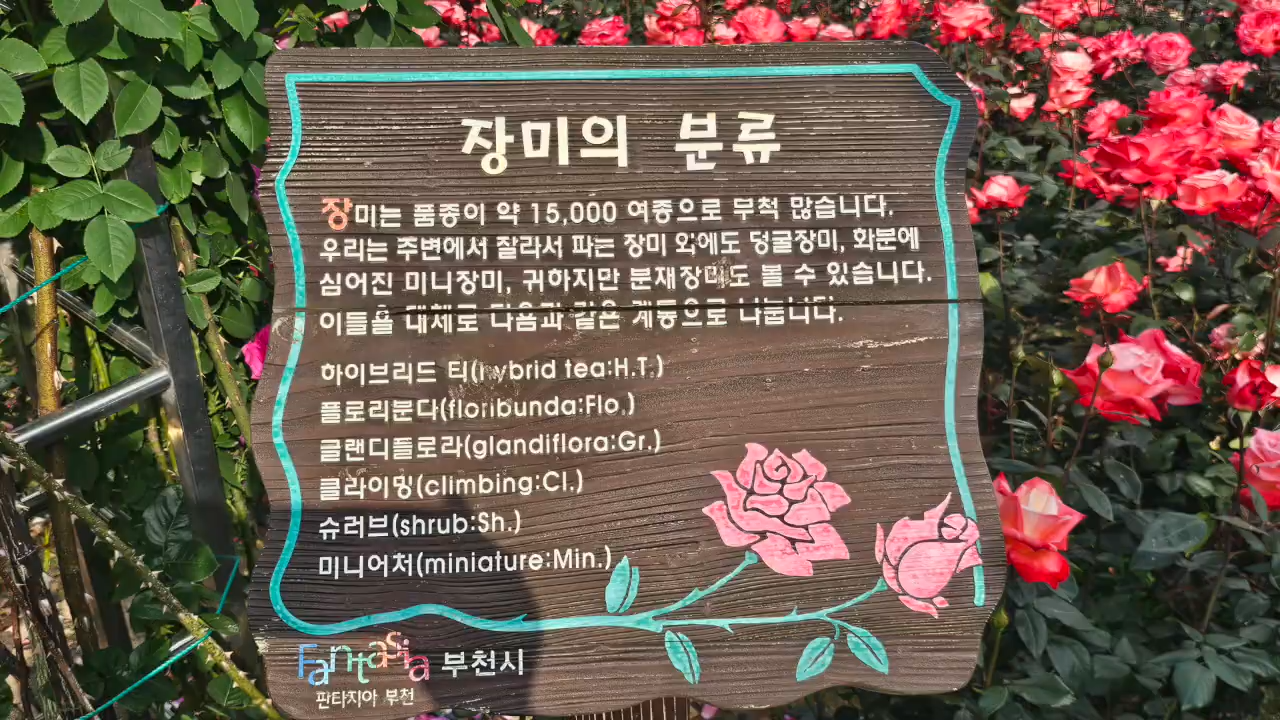 장미의 분류
장미는 품종이 약 15,000 여종으로 무척 많습니다.
우리는 주변에서 잘라서 파는 장미 외에도 덩굴장미, 화분에
심어진 미니장미, 귀하지만 분재장미도 볼 수 있습니다.
이들을 대체로 다음과 같은 계통으로 나눕니다.
하이브리드 티(hybrid tea:H.T.)
플로리분다(floribunda:Flo.)
글랜디플로라(glandiflora:Gr.)
클라이밍(climbing:Cl.)
슈러브(shrub:Sh.)
미니어처(miniature:Min.)
Fantasia 부천시
판타지아 부천